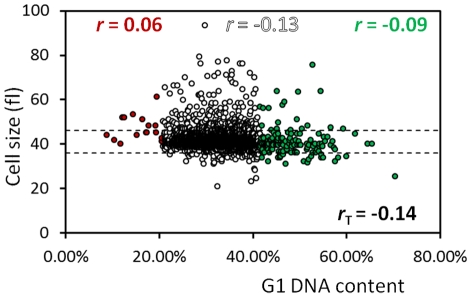 100
r = 0.06 r = -0.13 r = -0.09
80
60
40
20
0
Cell size (fl)
rT = -0.14
0.00% 20.00% 40.00% 60.00% 80.00%
G1 DNA content